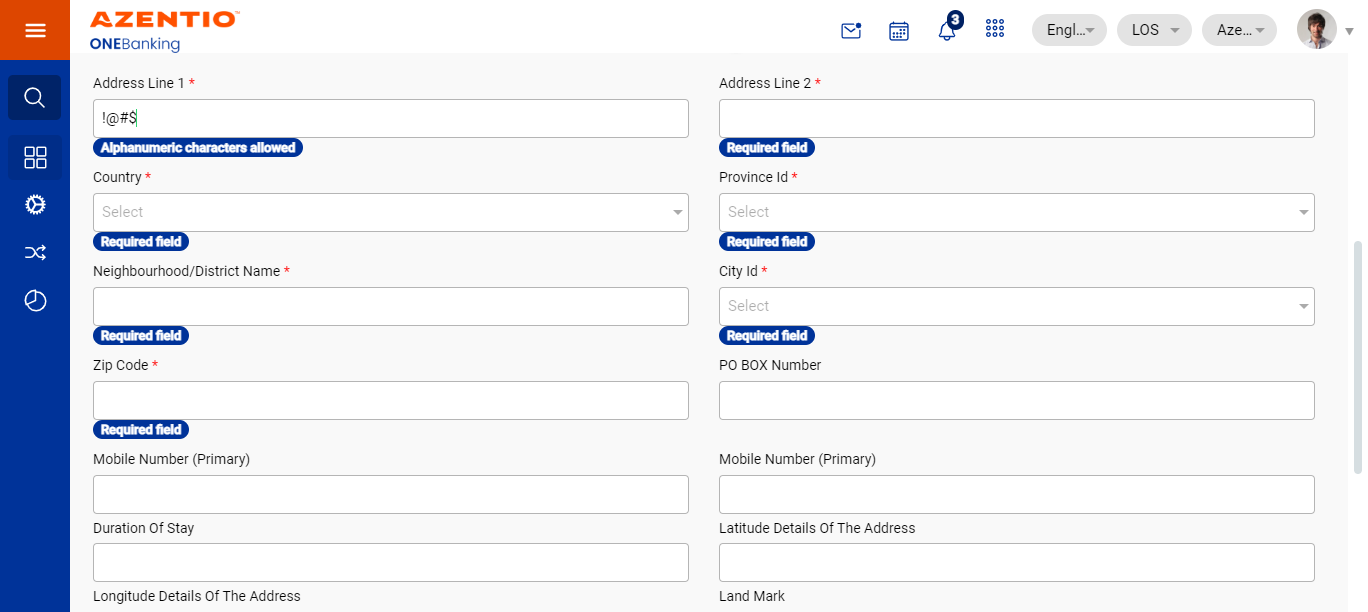 AZENTIO
ONEBanking
3
Engl...
LOS
Aze...
Address Line 1 *
Address Line 2 *
!@#$
Alphanumeric characters allowed
Required field
Country *
Province Id *
Select
Select
Required field
Required field
Neighbourhood/District Name *
City Id *
Select
Required field
Required field
Zip Code *
PO BOX Number
Required field
Mobile Number (Primary)
Mobile Number (Primary)
Duration Of Stay
Latitude Details Of The Address
Longitude Details Of The Address
Land Mark